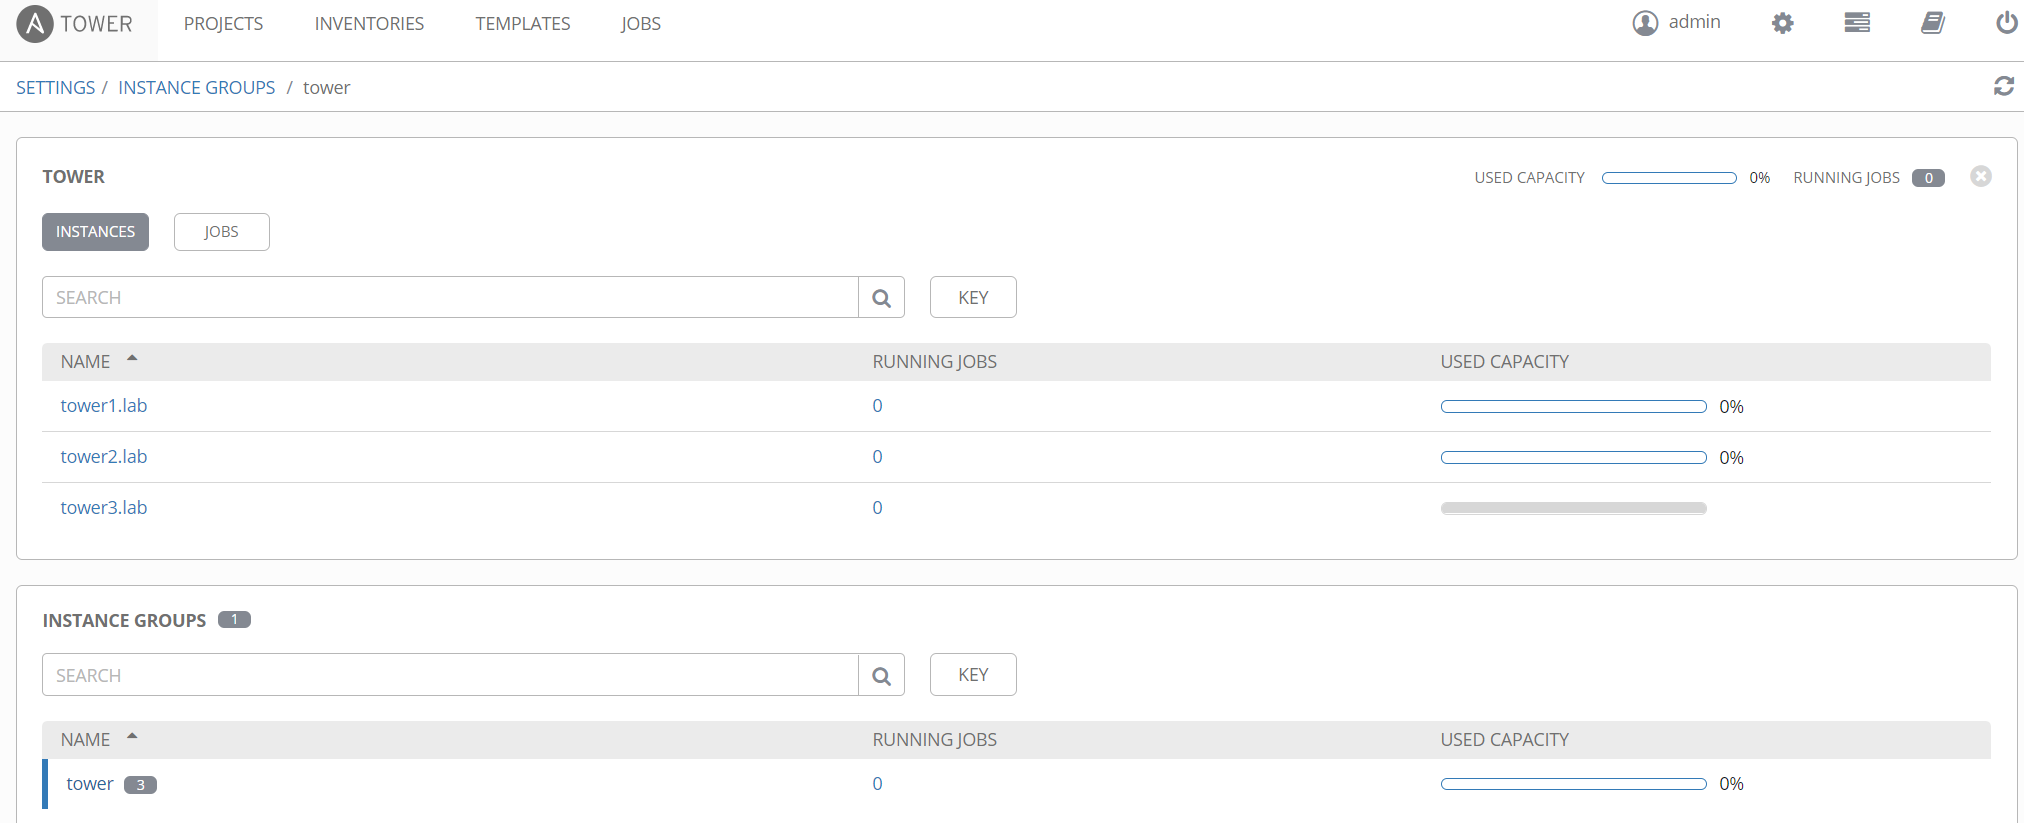 TOWER PROJECTS INVENTORIES TEMPLATES JOBS admin
SETTINGS / INSTANCE GROUPS / tower
TOWER USED CAPACITY 0% RUNNING JOBS 0
INSTANCES JOBS
SEARCH KEY
NAME RUNNING JOBS USED CAPACITY
tower1.lab 0 0%
tower2.lab 0 0%
tower3.lab 0
INSTANCE GROUPS 1
SEARCH KEY
NAME RUNNING JOBS USED CAPACITY
tower 3 0 0%